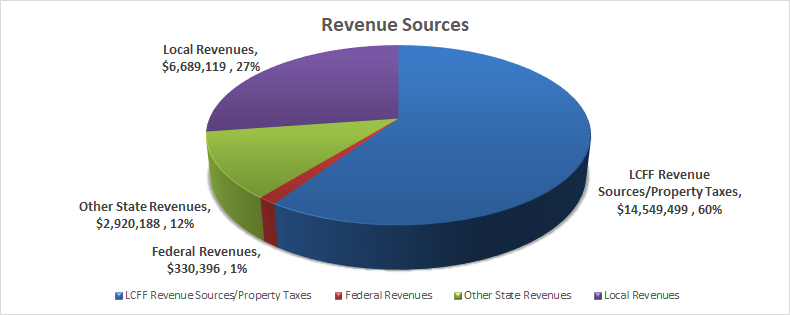 Revenue Sources
Local Revenues,
$6,689,119 , 27%
LCFF Revenue
Sources/Property Taxes,
$14,549,499 , 60%
Other State Revenues,
$2,920,188 , 12%
Federal Revenues,
$330,396 , 1%
LCFF Revenue Sources/Property Taxes Federal Revenues Other State Revenues Local Revenues